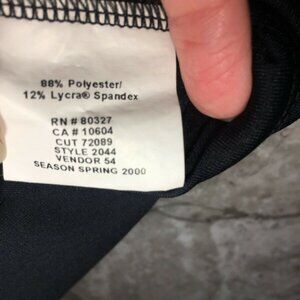 88% Polyester/
12% Lycra® Spandex
RN # 80327
CA # 10604
CUT 72089
STYLE 2044
VENDOR 54
SEASON SPRING 2000